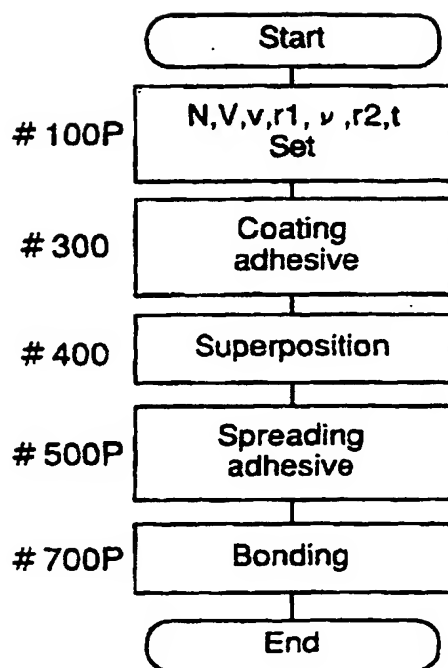 Start
# 100P
N,V,v,r1, ν ,r2,t
Set
# 300
Coating
adhesive
# 400
Superposition
# 500P
Spreading
adhesive
# 700P
Bonding
End